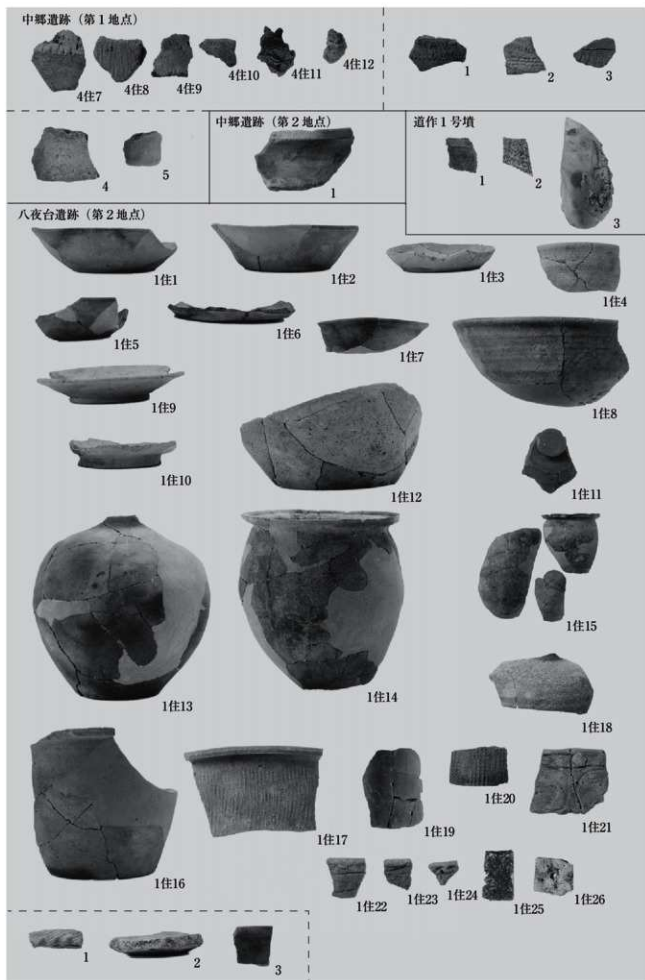 中郷遺跡（第１地点）
4住7
4住8
4住9
4住10
4住11
4住12
1
2
3
4
5
中郷遺跡（第２地点）
1
道作１号墳
1
2
3
八夜台遺跡（第２地点）
1住1
1住2
1住3
1住4
1住5
1住6
1住7
1住8
1住9
1住10
1住12
1住11
1住13
1住14
1住15
1住18
1住16
1住17
1住19
1住20
1住21
1住22
1住23
1住24
1住25
1住26
1
2
3